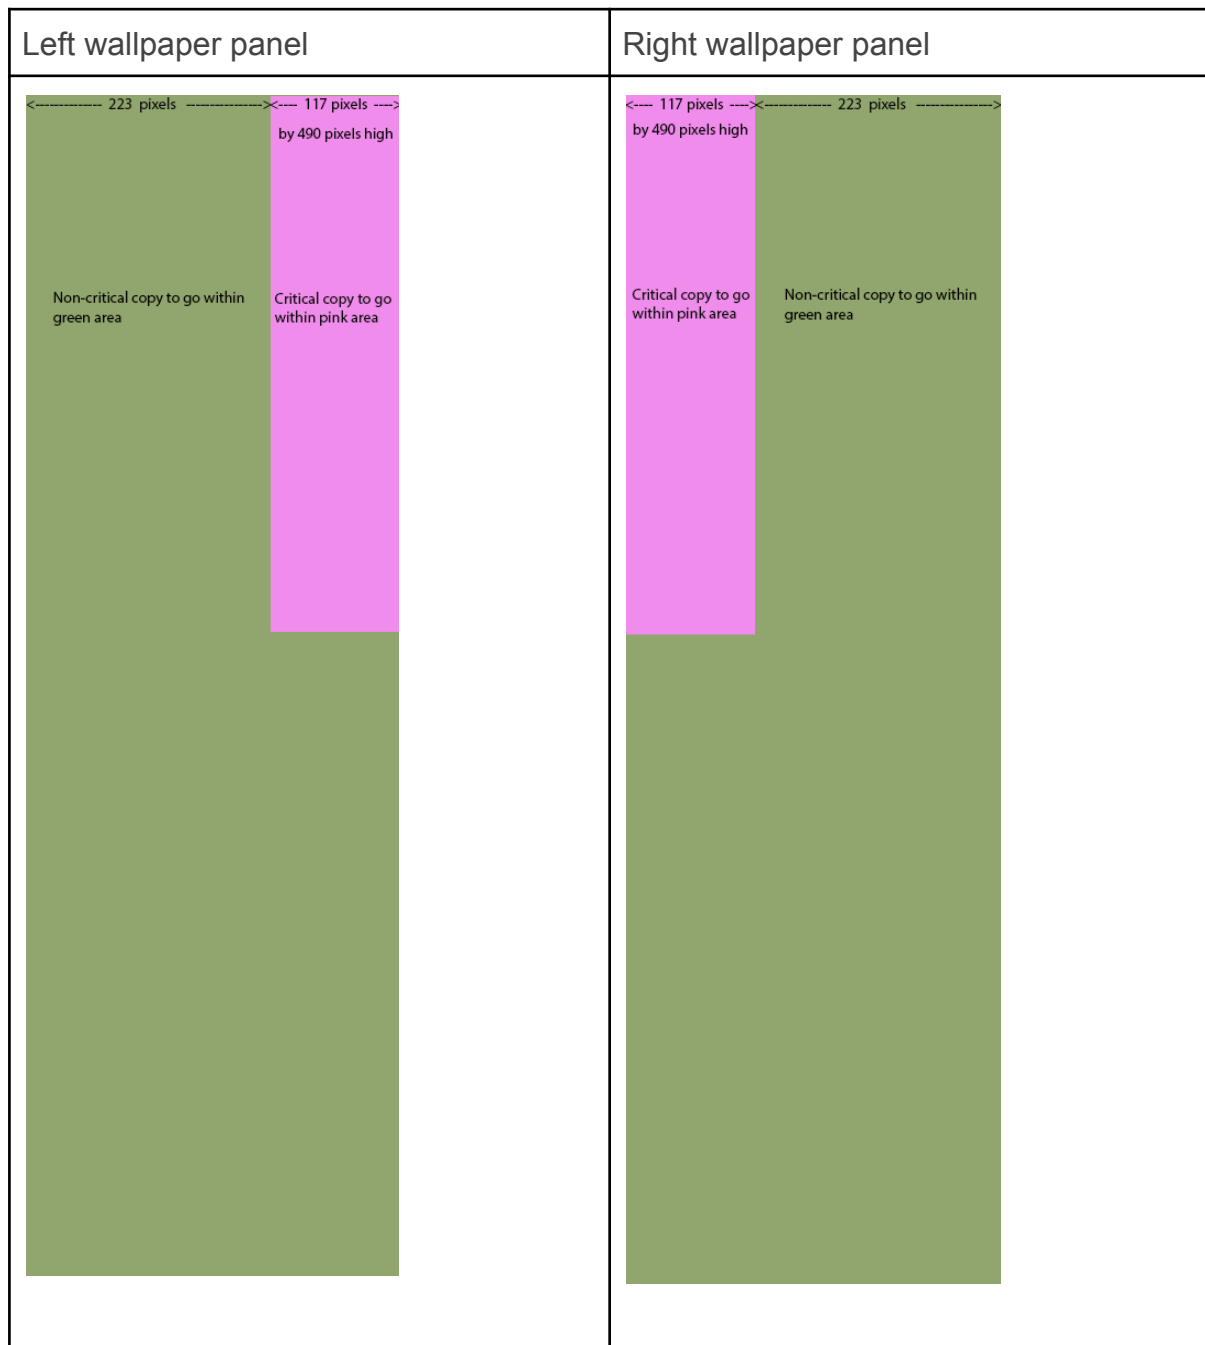 Left wallpaper panel
Right wallpaper panel
<-------------- 223 pixels ---------------->
<---- 117 pixels ---->
by 490 pixels high
Non-critical copy to go within
green area
Critical copy to go
within pink area
<---- 117 pixels ---->
<-------------- 223 pixels ---------------->
by 490 pixels high
Critical copy to go
within pink area
Non-critical copy to go within
green area